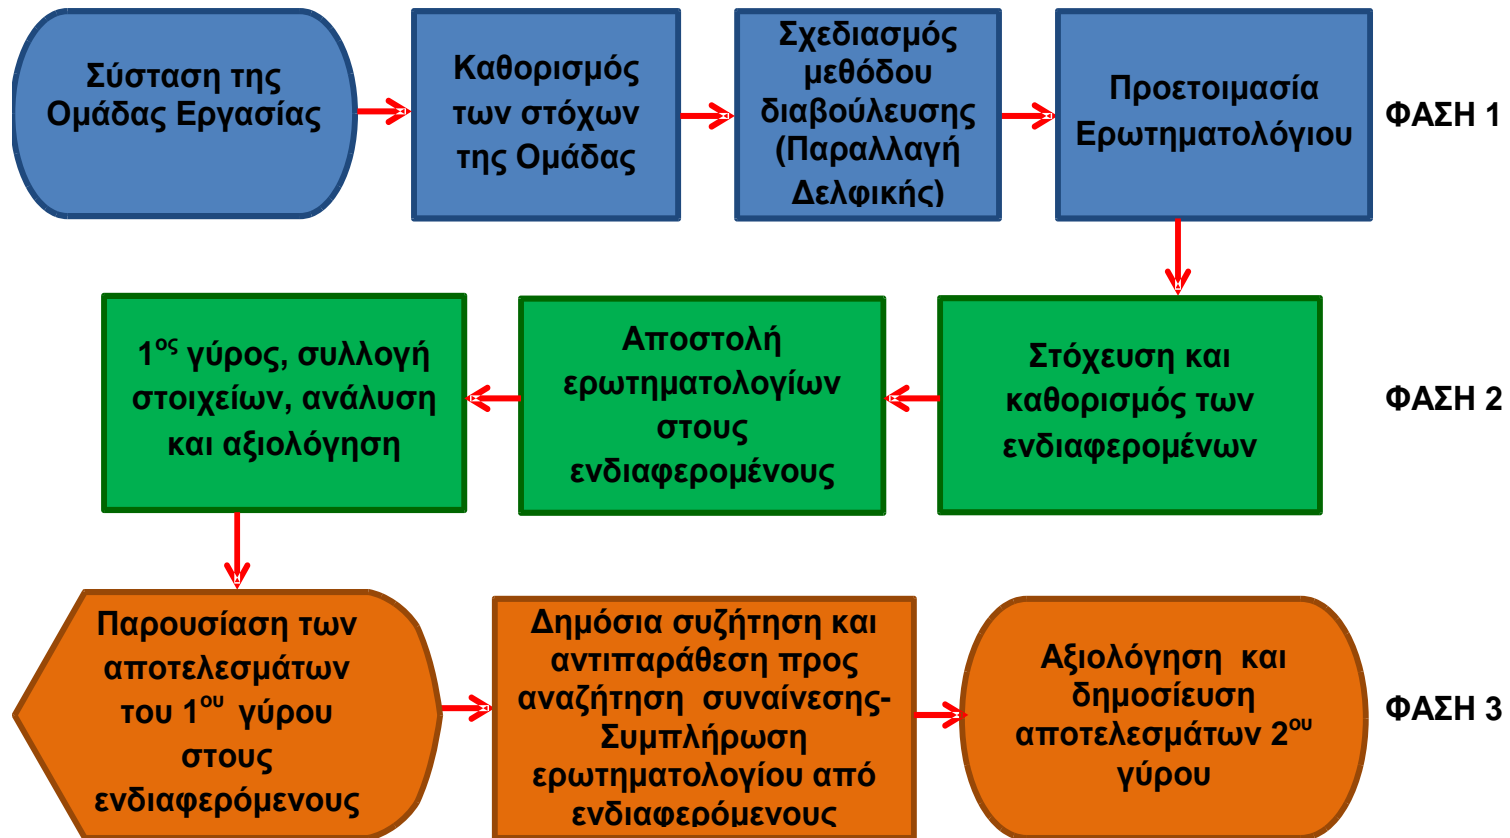 Σύσταση της
Ομάδας Εργασίας
Καθορισμός
των στόχων
της Ομάδας
Σχεδιασμός
μεθόδου
διαβούλευσης
(Παραλλαγή
Δελφικής)
Προετοιμασία
Ερωτηματολόγιου
ΦΑΣΗ 1
Στόχευση και
καθορισμός των
ενδιαφερομένων
Αποστολή
ερωτηματολογίων
στους
ενδιαφερομένους
1ος γύρος, συλλογή
στοιχείων, ανάλυση
και αξιολόγηση
ΦΑΣΗ 2
Παρουσίαση των
αποτελεσμάτων
του 1ου γύρου
στους
ενδιαφερόμενους
Δημόσια συζήτηση και
αντιπαράθεση προς
αναζήτηση συναίνεσης-
Συμπλήρωση
ερωτηματολογίου από
ενδιαφερόμενους
Αξιολόγηση και
δημοσίευση
αποτελεσμάτων 2ου
γύρου
ΦΑΣΗ 3